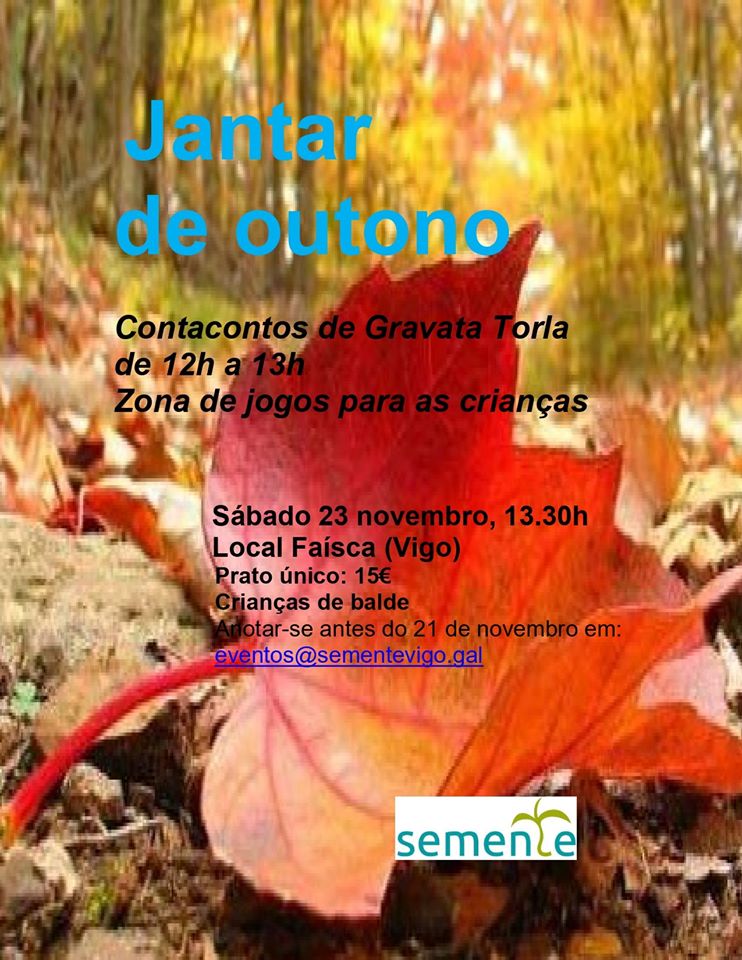 Jantar
de outono
Contacontos de Gravata Torla
de 12h a 13h
Zona de jogos para as crianças
Sábado 23 novembro, 13.30h
Local Faísca (Vigo)
Prato único: 15€
Crianças de balde
Anotar-se antes do 21 de novembro em:
eventos@sementevigo.gal
semente